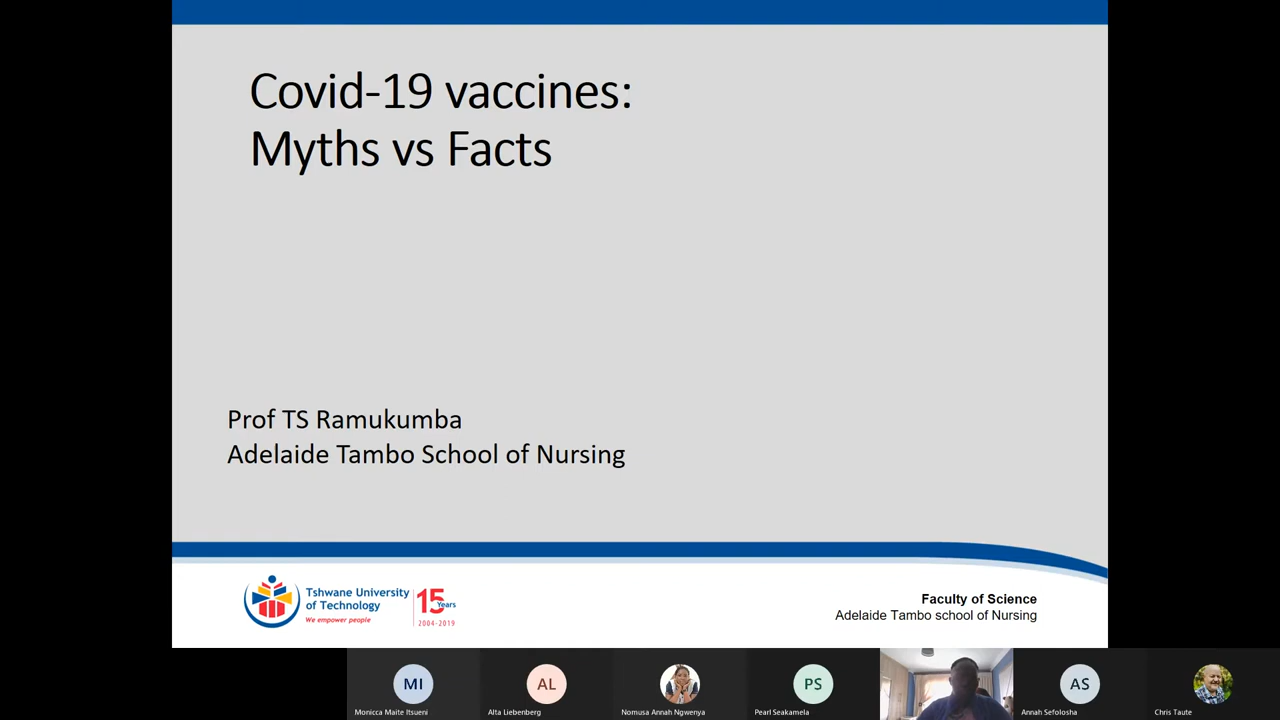 Covid-19 vaccines:
Myths vs Facts
Prof TS Ramukumba
Adelaide Tambo School of Nursing
Tshwane University
of Technology
We empower people
15 Years
2004-2019
Faculty of Science
Adelaide Tambo school of Nursing
MI
AL
PS
AS
Monicca Maite Itsueni
Alta Liebenberg
Nomusa Annah Ngwenya
Pearl Seakamela
Annah Sefolosha
Chris Taute